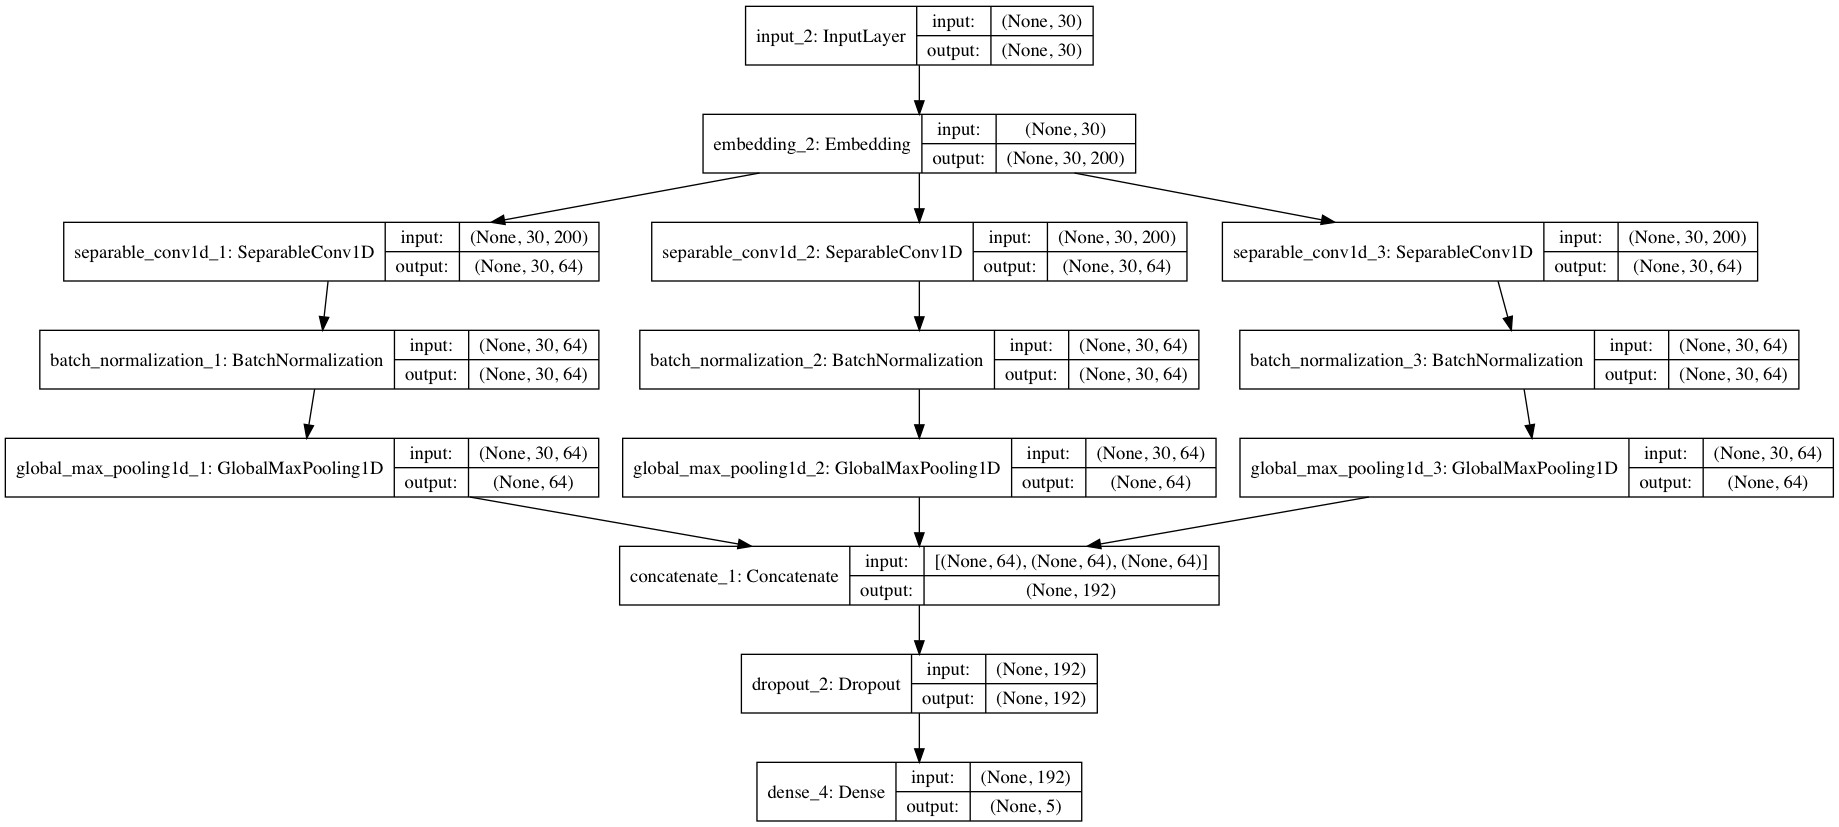 input_2: InputLayer
input: (None, 30)
output: (None, 30)
embedding_2: Embedding
input: (None, 30)
output: (None, 30, 200)
separable_conv1d_1: SeparableConv1D
input: (None, 30, 200)
output: (None, 30, 64)
separable_conv1d_2: SeparableConv1D
input: (None, 30, 200)
output: (None, 30, 64)
separable_conv1d_3: SeparableConv1D
input: (None, 30, 200)
output: (None, 30, 64)
batch_normalization_1: BatchNormalization
input: (None, 30, 64)
output: (None, 30, 64)
batch_normalization_2: BatchNormalization
input: (None, 30, 64)
output: (None, 30, 64)
batch_normalization_3: BatchNormalization
input: (None, 30, 64)
output: (None, 30, 64)
global_max_pooling1d_1: GlobalMaxPooling1D
input: (None, 30, 64)
output: (None, 64)
global_max_pooling1d_2: GlobalMaxPooling1D
input: (None, 30, 64)
output: (None, 64)
global_max_pooling1d_3: GlobalMaxPooling1D
input: (None, 30, 64)
output: (None, 64)
concatenate_1: Concatenate
input: [(None, 64), (None, 64), (None, 64)]
output: (None, 192)
dropout_2: Dropout
input: (None, 192)
output: (None, 192)
dense_4: Dense
input: (None, 192)
output: (None, 5)